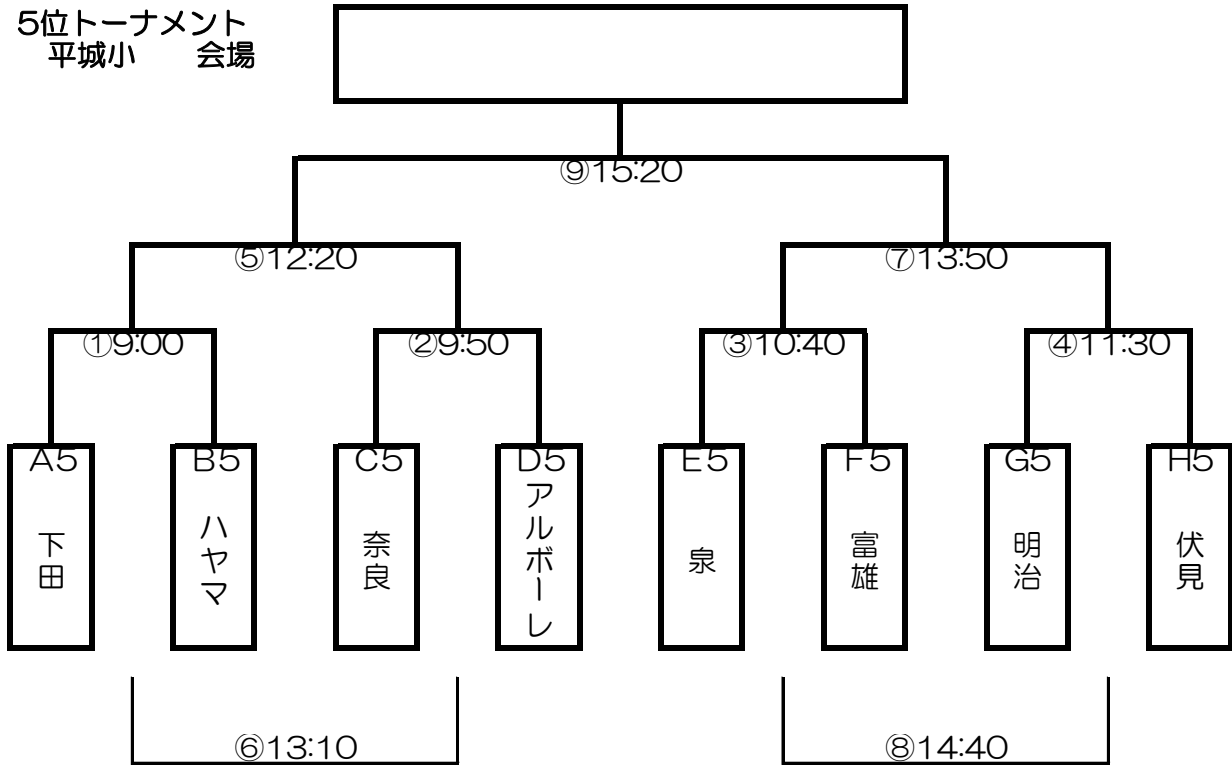 5位トーナメント
平城小　会場
⑨15:20
⑤12:20
⑦13:50
①9:00
②9:50
③10:40
④11:30
A5
B5
C5
D5
E5
F5
G5
H5
下田
ハヤマ
奈良
アルボーレ
泉
富雄
明治
伏見
⑥13:10
⑧14:40